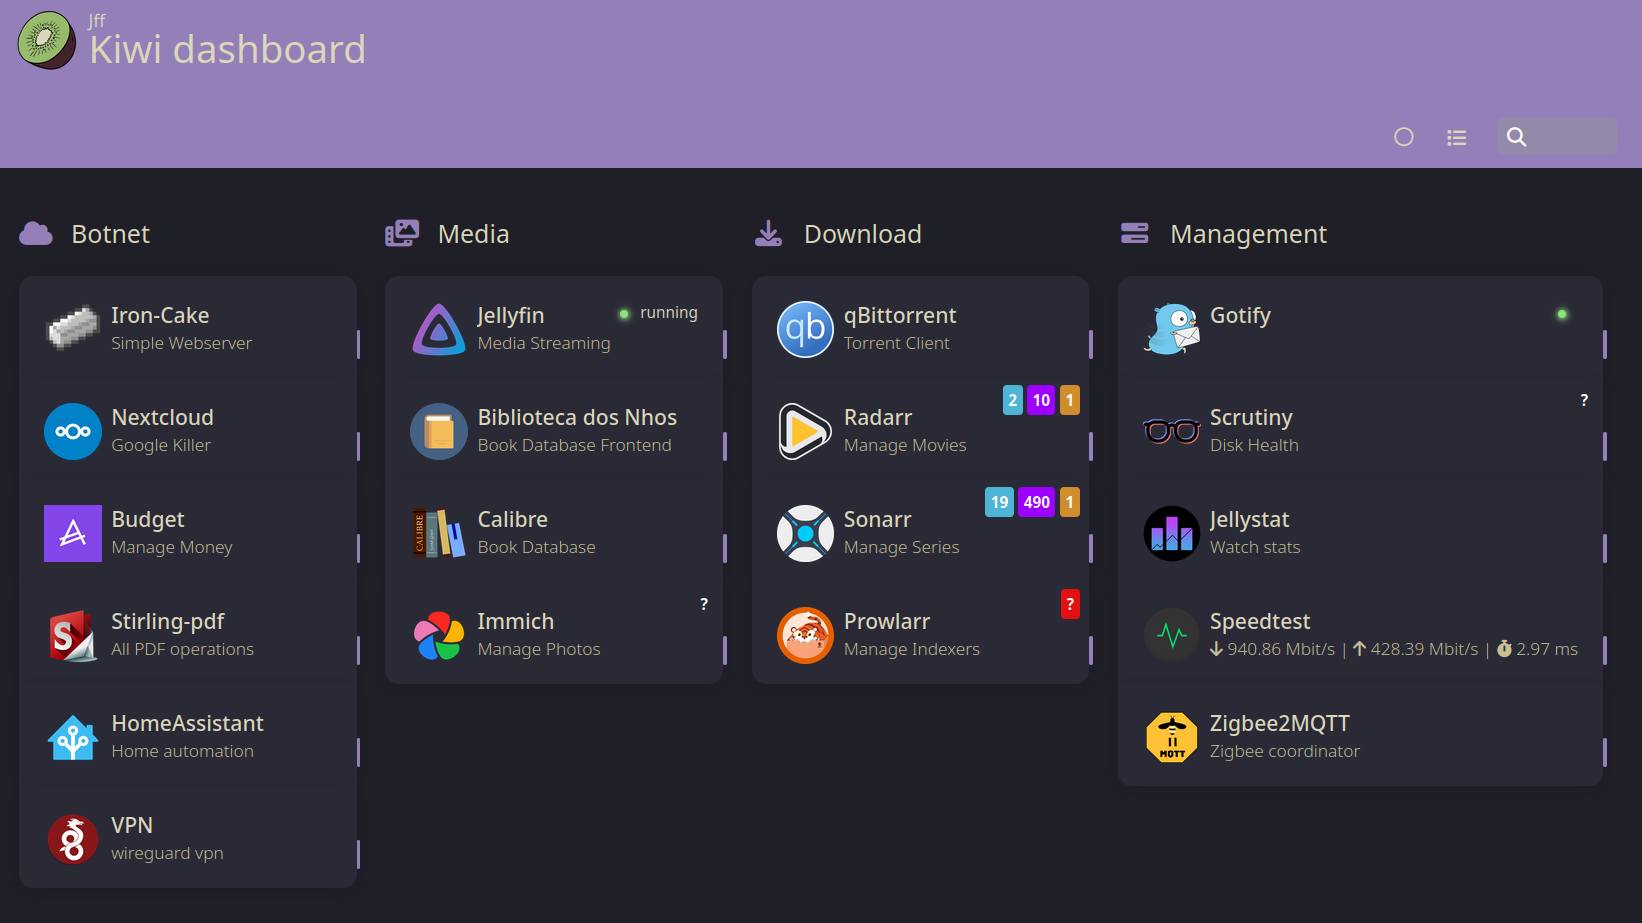 Jff
Kiwi dashboard
Botnet
Iron-Cake
Simple Webserver
Nextcloud
Google Killer
Budget
Manage Money
Stirling-pdf
All PDF operations
HomeAssistant
Home automation
VPN
wireguard vpn
Media
Jellyfin
running
Media Streaming
Biblioteca dos Nhos
Book Database Frontend
CALIBRE
Calibre
Book Database
?
Immich
Manage Photos
Download
qb
qBittorrent
Torrent Client
2 10 1
Radarr
Manage Movies
19 490 1
Sonarr
Manage Series
?
Prowlarr
Manage Indexers
Management
Gotify
?
Scrutiny
Disk Health
Jellystat
Watch stats
Speedtest
940.86 Mbit/s | 428.39 Mbit/s | 2.97 ms
MQTT
Zigbee2MQTT
Zigbee coordinator